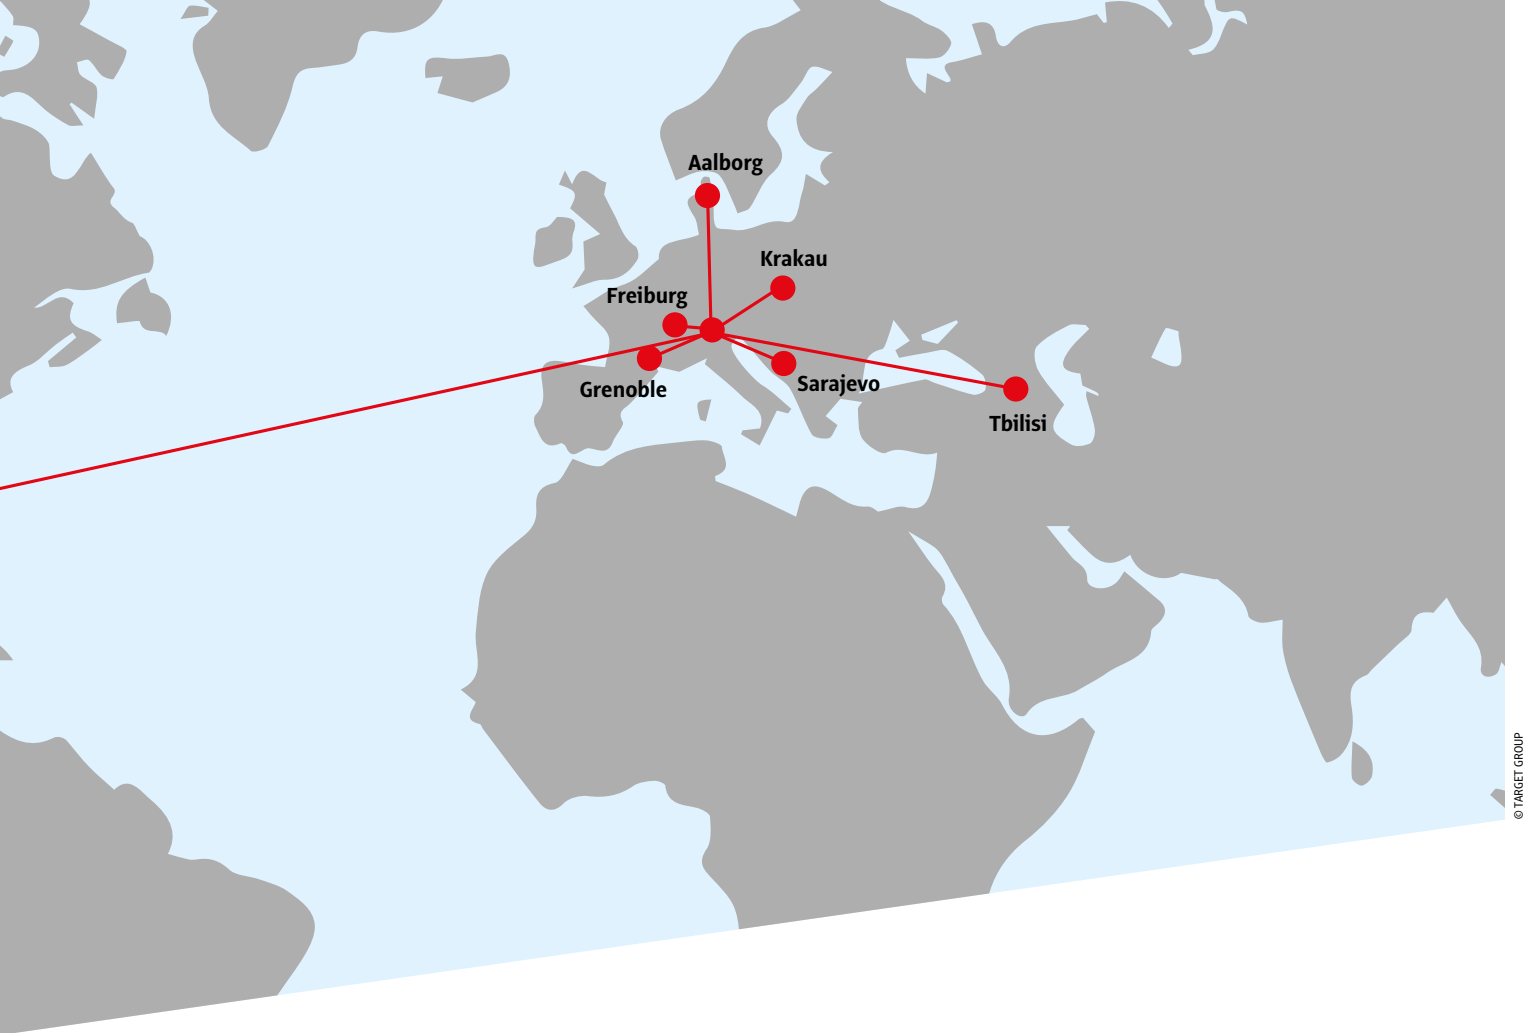 Aalborg
Krakau
Freiburg
Grenoble
Sarajevo
Tbilisi
© TARGET GROUP